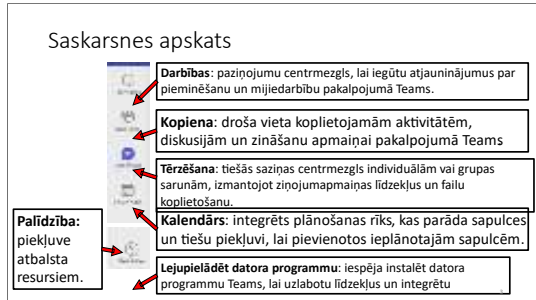 Saskarsnes apskats
Darbības: paziņojumu centrmezgls, lai iegūtu atjauninājumus par
pieminēšanu un mijiedarbību pakalpojumā Teams.
Kopiena: droša vieta koplietojamām aktivitātēm,
diskusijām un zināšanu apmaiņai pakalpojumā Teams
Tērzēšana: tiešās saziņas centrmezgls individuālām vai grupas
sarunām, izmantojot ziņojumapmaiņas līdzekļus un failu
koplietošanu.
Kalendārs: integrēts plānošanas rīks, kas parāda sapulces
un tiešu piekļuvi, lai pievienotos ieplānotajām sapulcēm.
Palīdzība:
piekļuve
atbalsta
resursiem.
Lejupielādēt datora programmu: iespēja instalēt datora
programmu Teams, lai uzlabotu līdzekļus un integrētu